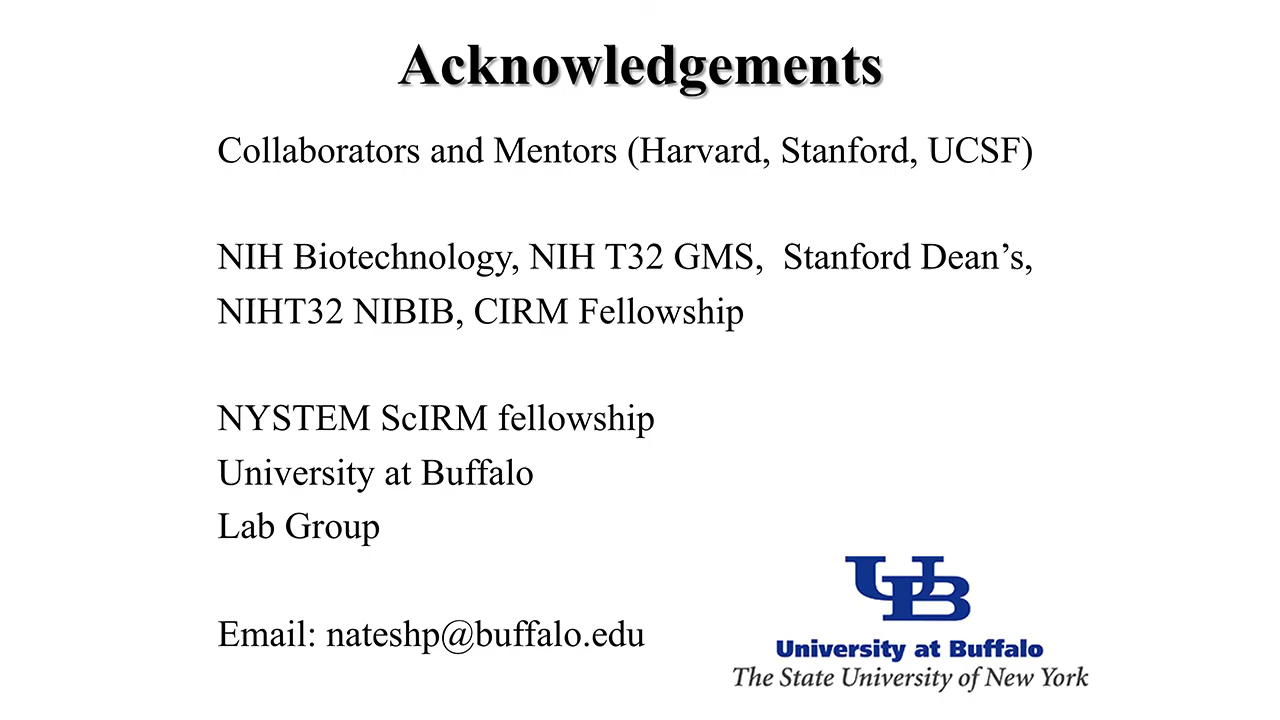 Acknowledgements
Collaborators and Mentors (Harvard, Stanford, UCSF)
NIH Biotechnology, NIH T32 GMS,  Stanford Dean’s,
NIHT32 NIBIB, CIRM Fellowship
NYSTEM ScIRM fellowship
University at Buffalo
Lab Group
Email: nateshp@buffalo.edu
UB
University at Buffalo
The State University of New York